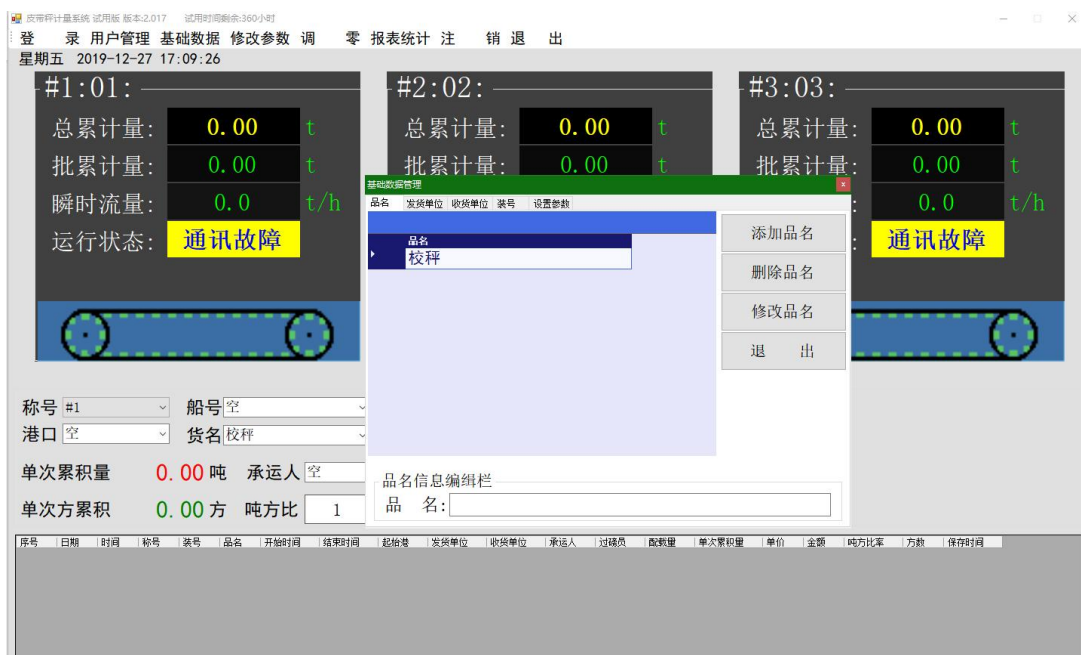 皮带秤计量系统 试用版 版本:2.017 试用时间剩余:360小时
登 录 用户管理 基础数据 修改参数 调 零 报表统计 注 销 退 出
星期五 2019-12-27 17:09:26
#1:01: #2:02: #3:03:
总累计量: 0.00 t 总累计量: 0.00 t 总累计量: 0.00 t
批累计量: 0.00 t 批累计量: 0.00 t 批累计量: 0.00 t
瞬时流量: 0.0 t/h : 0.0 t/h
运行状态: 通讯故障 : 通讯故障
基础数据管理 x
品名 发货单位 收货单位 装号 设置参数
品名
校秤
添加品名
删除品名
修改品名
退 出
品名信息编缉栏
品 名:
称号 #1 船号 空
港口 空 货名 校秤
单次累积量 0.00 吨 承运人 空
单次方累积 0.00 方 吨方比 1
序号 日期 时间 称号 装号 品名 开始时间 结束时间 起始港 发货单位 收货单位 承运人 过磅员 配载量 单次累积量 单价 金额 吨方比率 方数 保存时间